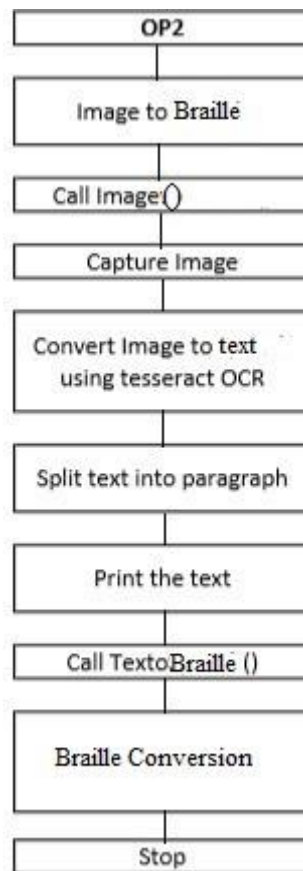 OP2
Image to Braille
Call Image()
Capture Image
Convert Image to text
using tesseract OCR
Split text into paragraph
Print the text
Call TextoBraille ()
Braille Conversion
Stop